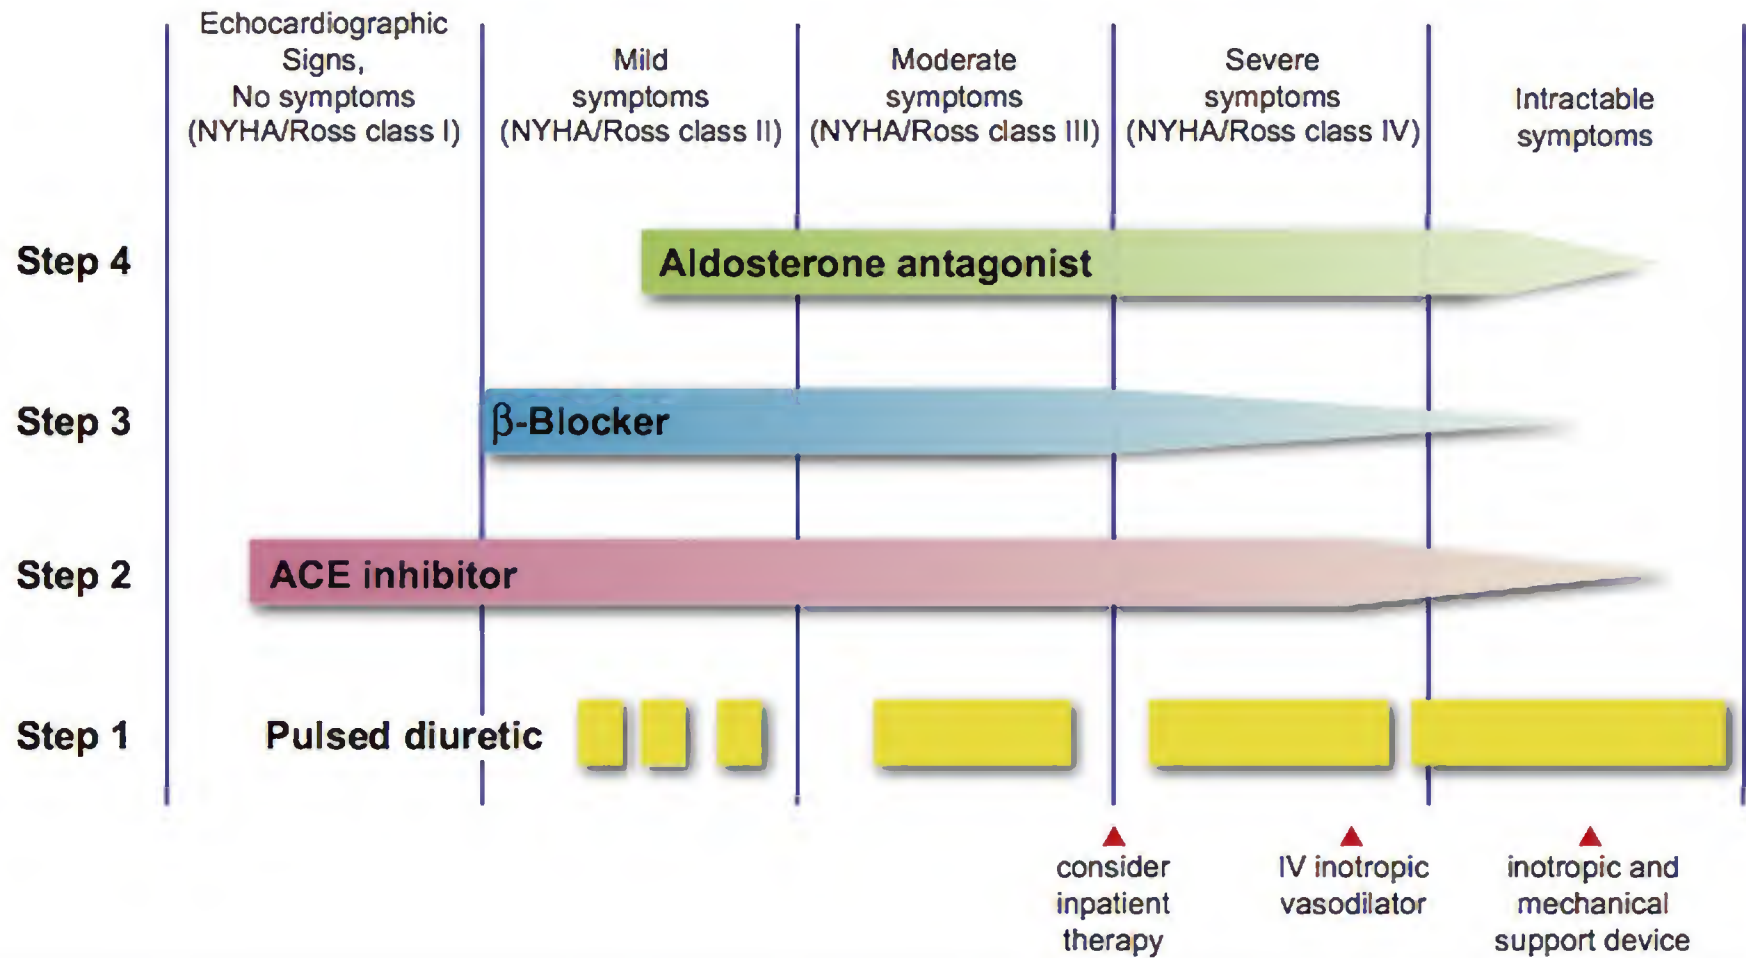 Echocardiographic
Signs,
No symptoms
(NYHA/Ross class I)
Mild
symptoms
(NYHA/Ross class II)
Moderate
symptoms
(NYHA/Ross class III)
Severe
symptoms
(NYHA/Ross class IV)
Intractable
symptoms
Step 4
Aldosterone antagonist
Step 3
β-Blocker
Step 2
ACE inhibitor
Step 1
Pulsed diuretic
consider
inpatient
therapy
IV inotropic
vasodilator
inotropic and
mechanical
support device